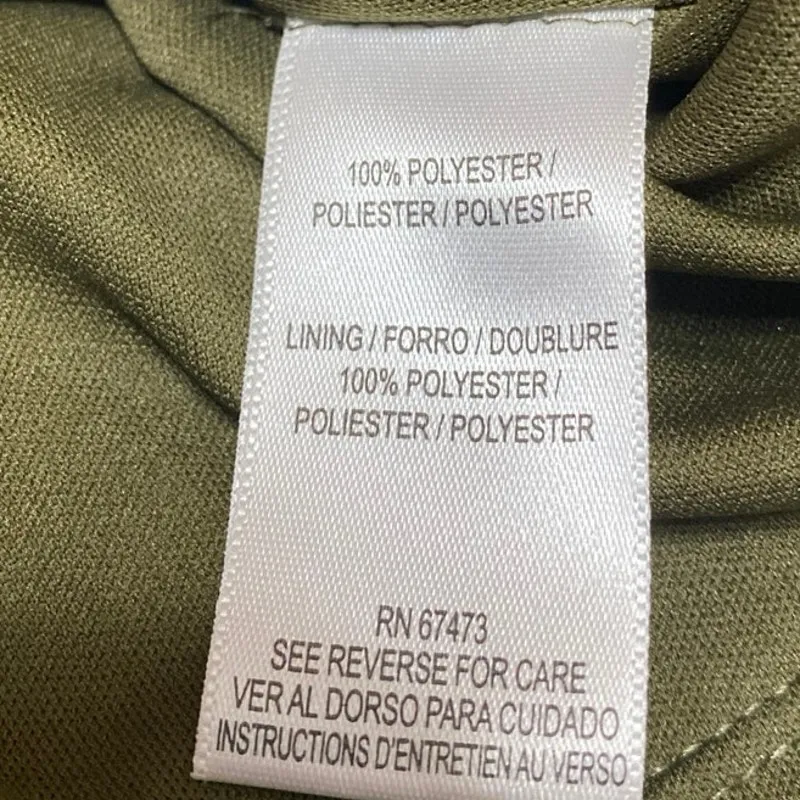 100% POLYESTER /
POLIESTER / POLYESTER
LINING / FORRO / DOUBLURE
100% POLYESTER /
POLIESTER / POLYESTER
RN 67473
SEE REVERSE FOR CARE
VER AL DORSO PARA CUIDADO
INSTRUCTIONS D'ENTRETIEN AU VERSO